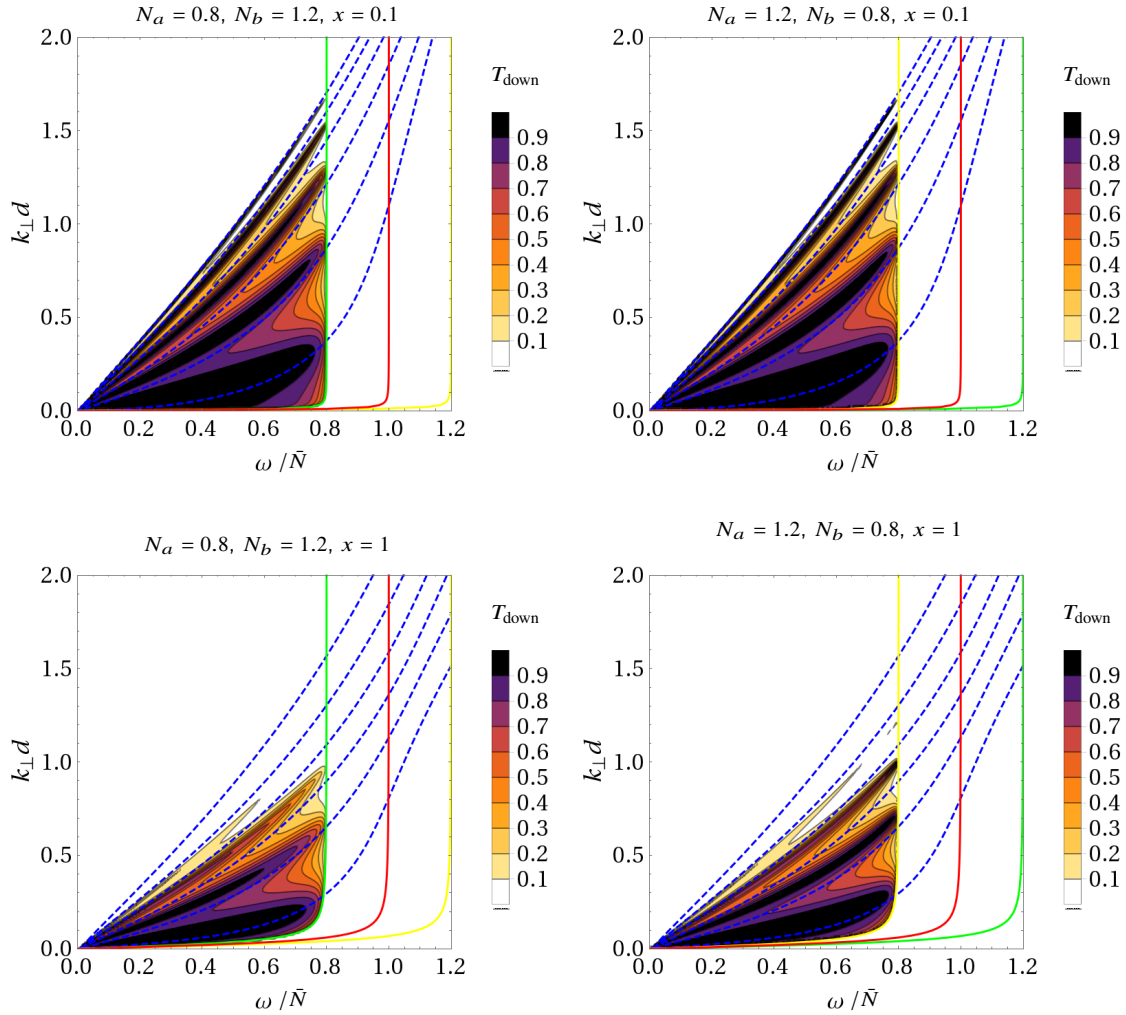 N_a = 0.8, N_b = 1.2, x = 0.1
2.0
1.5
1.0
0.5
0.0
k⊥d
0.0 0.2 0.4 0.6 0.8 1.0 1.2
ω / N̄
T_down
0.9
0.8
0.7
0.6
0.5
0.4
0.3
0.2
0.1
N_a = 1.2, N_b = 0.8, x = 0.1
2.0
1.5
1.0
0.5
0.0
k⊥d
0.0 0.2 0.4 0.6 0.8 1.0 1.2
ω / N̄
T_down
0.9
0.8
0.7
0.6
0.5
0.4
0.3
0.2
0.1
N_a = 0.8, N_b = 1.2, x = 1
2.0
1.5
1.0
0.5
0.0
k⊥d
0.0 0.2 0.4 0.6 0.8 1.0 1.2
ω / N̄
T_down
0.9
0.8
0.7
0.6
0.5
0.4
0.3
0.2
0.1
N_a = 1.2, N_b = 0.8, x = 1
2.0
1.5
1.0
0.5
0.0
k⊥d
0.0 0.2 0.4 0.6 0.8 1.0 1.2
ω / N̄
T_down
0.9
0.8
0.7
0.6
0.5
0.4
0.3
0.2
0.1